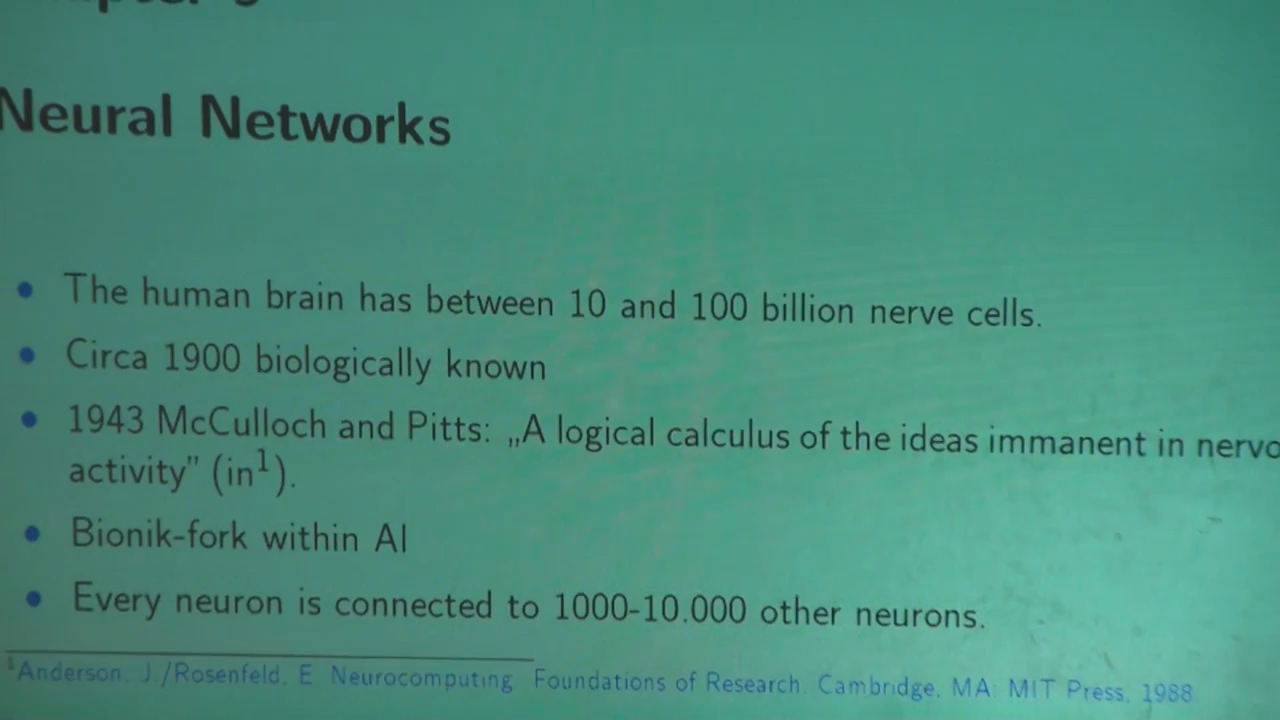 Neural Networks
• The human brain has between 10 and 100 billion nerve cells.
• Circa 1900 biologically known
• 1943 McCulloch and Pitts: „A logical calculus of the ideas immanent in nervo
activity” (in¹).
• Bionik-fork within AI
• Every neuron is connected to 1000-10.000 other neurons.
¹Anderson, J./Rosenfeld, E. Neurocomputing Foundations of Research. Cambridge, MA: MIT Press, 1988